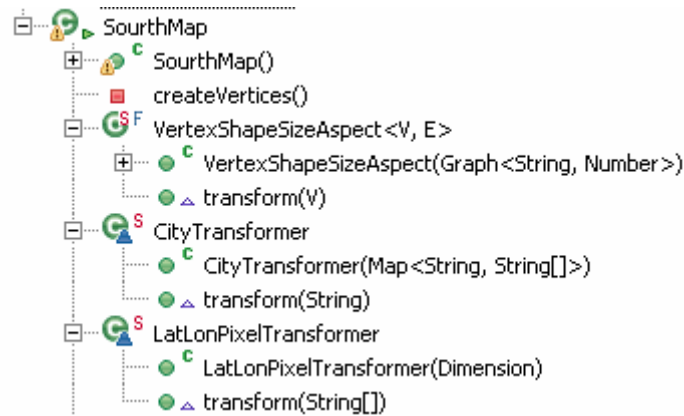 SourthMap
C SourthMap()
createVertices()
S F VertexShapeSizeAspect<V, E>
C VertexShapeSizeAspect(Graph<String, Number>)
transform(V)
S CityTransformer
C CityTransformer(Map<String, String[]>)
transform(String)
S LatLonPixelTransformer
C LatLonPixelTransformer(Dimension)
transform(String[])